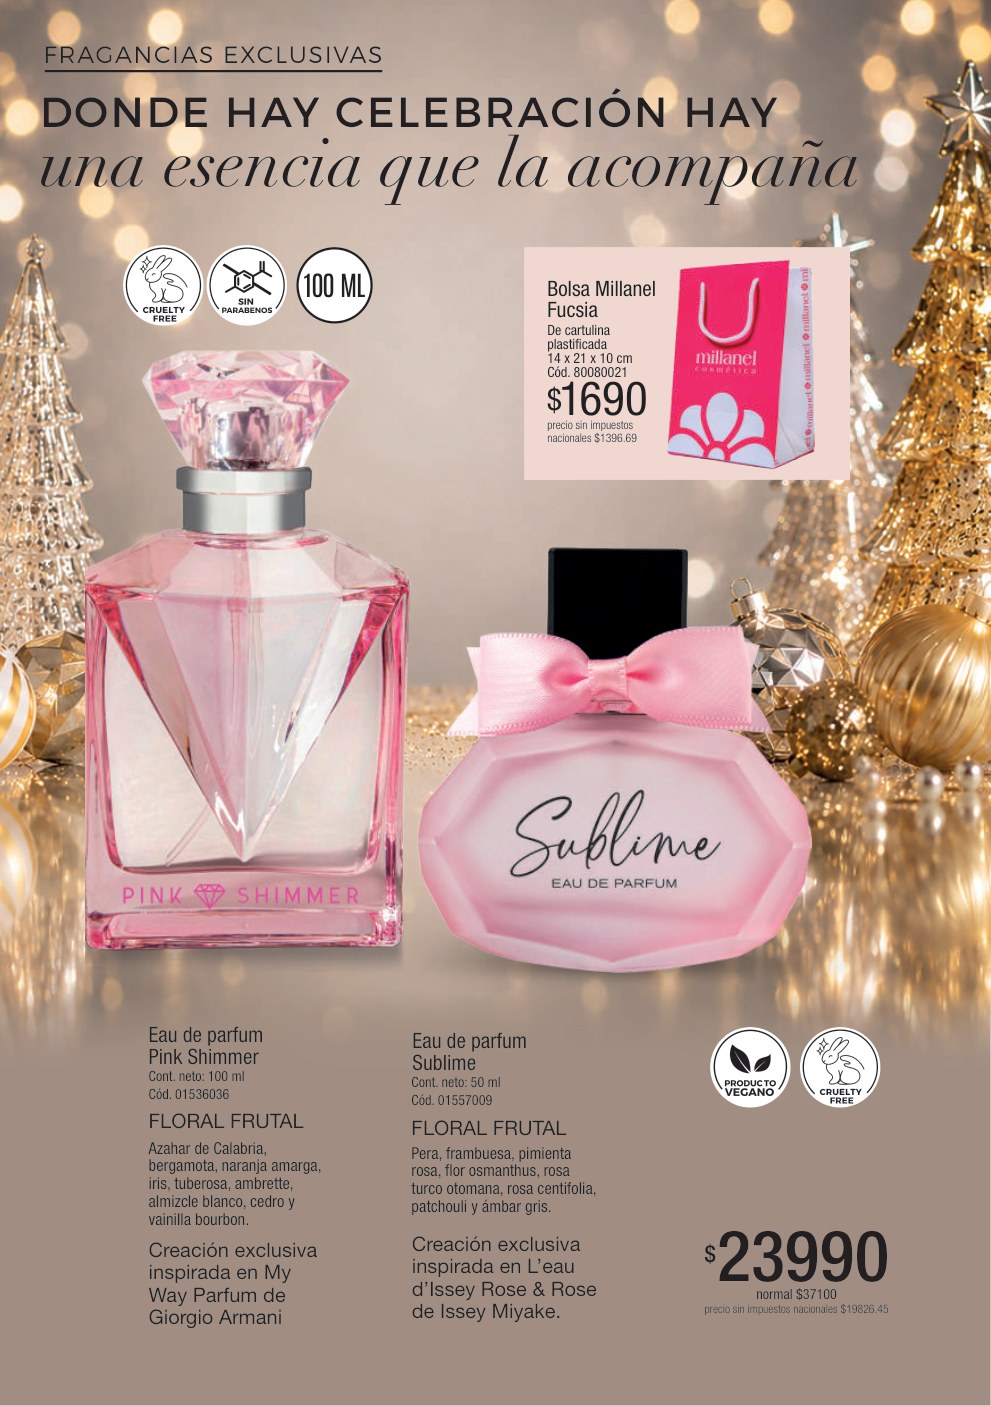 FRAGANCIAS EXCLUSIVAS
DONDE HAY CELEBRACIÓN HAY
una esencia que la acompaña
CRUELTY
FREE
SIN
PARABENOS
100 ML
Bolsa Millanel
Fucsia
De cartulina
plastificada
14 x 21 x 10 cm
Cód. 80080021
$1690
precio sin impuestos
nacionales $1396.69
millanel
cosmética
millanel millanel millanel
PINK SHIMMER
Sublime
EAU DE PARFUM
Eau de parfum
Pink Shimmer
Cont. neto: 100 ml
Cód. 01536036
FLORAL FRUTAL
Azahar de Calabria,
bergamota, naranja amarga,
iris, tuberosa, ambrette,
almizcle blanco, cedro y
vainilla bourbon.
Creación exclusiva
inspirada en My
Way Parfum de
Giorgio Armani
Eau de parfum
Sublime
Cont. neto: 50 ml
Cód. 01557009
FLORAL FRUTAL
Pera, frambuesa, pimienta
rosa, flor osmanthus, rosa
turco otomana, rosa centifolia,
patchouli y ámbar gris.
Creación exclusiva
inspirada en L'eau
d'Issey Rose & Rose
de Issey Miyake.
PRODUCTO
VEGANO
CRUELTY
FREE
$23990
normal $37100
precio sin impuestos nacionales $19826.45